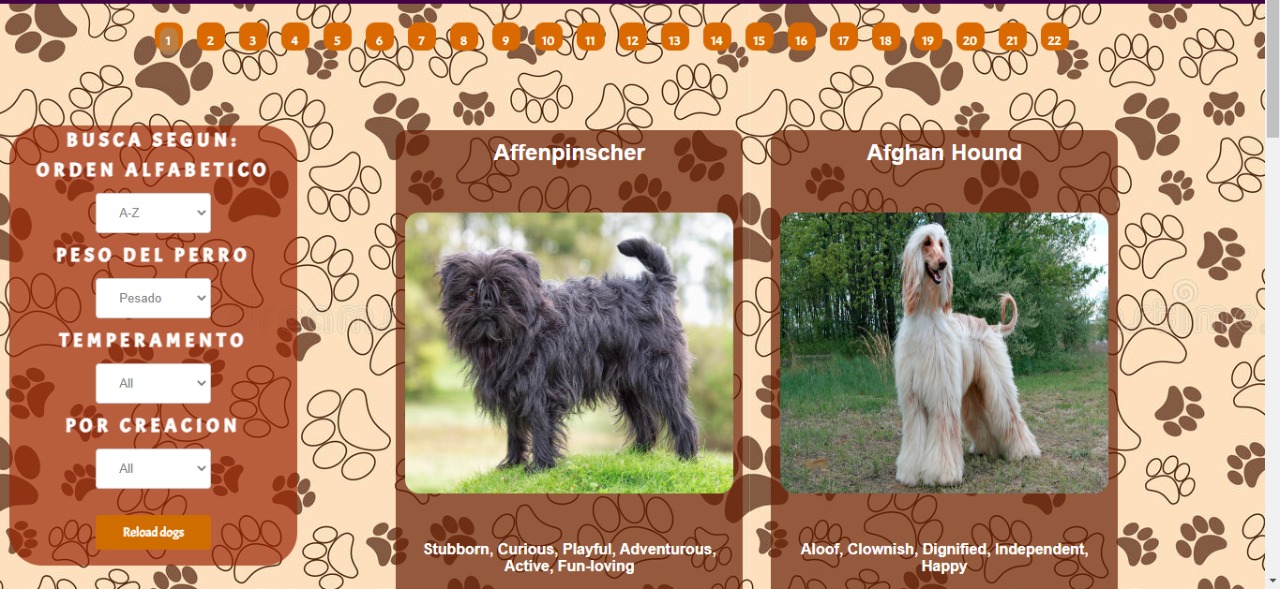 1 2 3 4 5 6 7 8 9 10 11 12 13 14 15 16 17 18 19 20 21 22
BUSCA SEGUN:
ORDEN ALFABETICO
A-Z
PESO DEL PERRO
Pesado
TEMPERAMENTO
All
POR CREACION
All
Reload dogs
Affenpinscher
Stubborn, Curious, Playful, Adventurous,
Active, Fun-loving
Afghan Hound
Aloof, Clownish, Dignified, Independent,
Happy